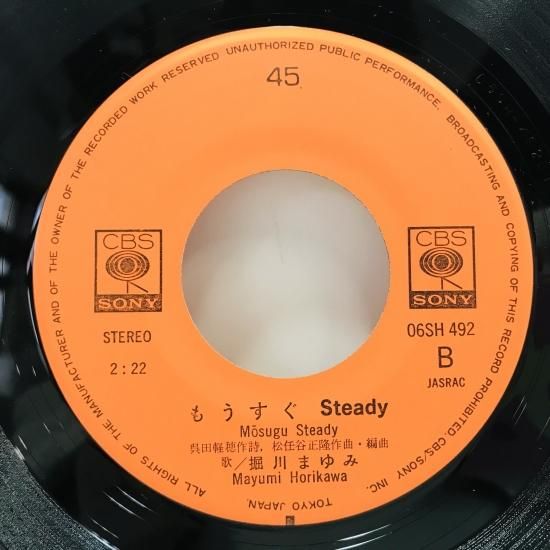 ALL RIGHTS OF THE MANUFACTURER AND OF THE OWNER OF THE RECORDED WORK RESERVED UNAUTHORIZED PUBLIC PERFORMANCE, BROADCASTING AND COPYING OF THIS RECORD PROHIBITED. CBS/SONY INC. TOKYO JAPAN.
45
CBS
SONY
CBS
SONY
STEREO
06SH 492
2:22
B
JASRAC
もうすぐ Steady
Mōsugu Steady
呉田軽穂作詩, 松任谷正隆作曲・編曲
歌／堀川まゆみ
Mayumi Horikawa